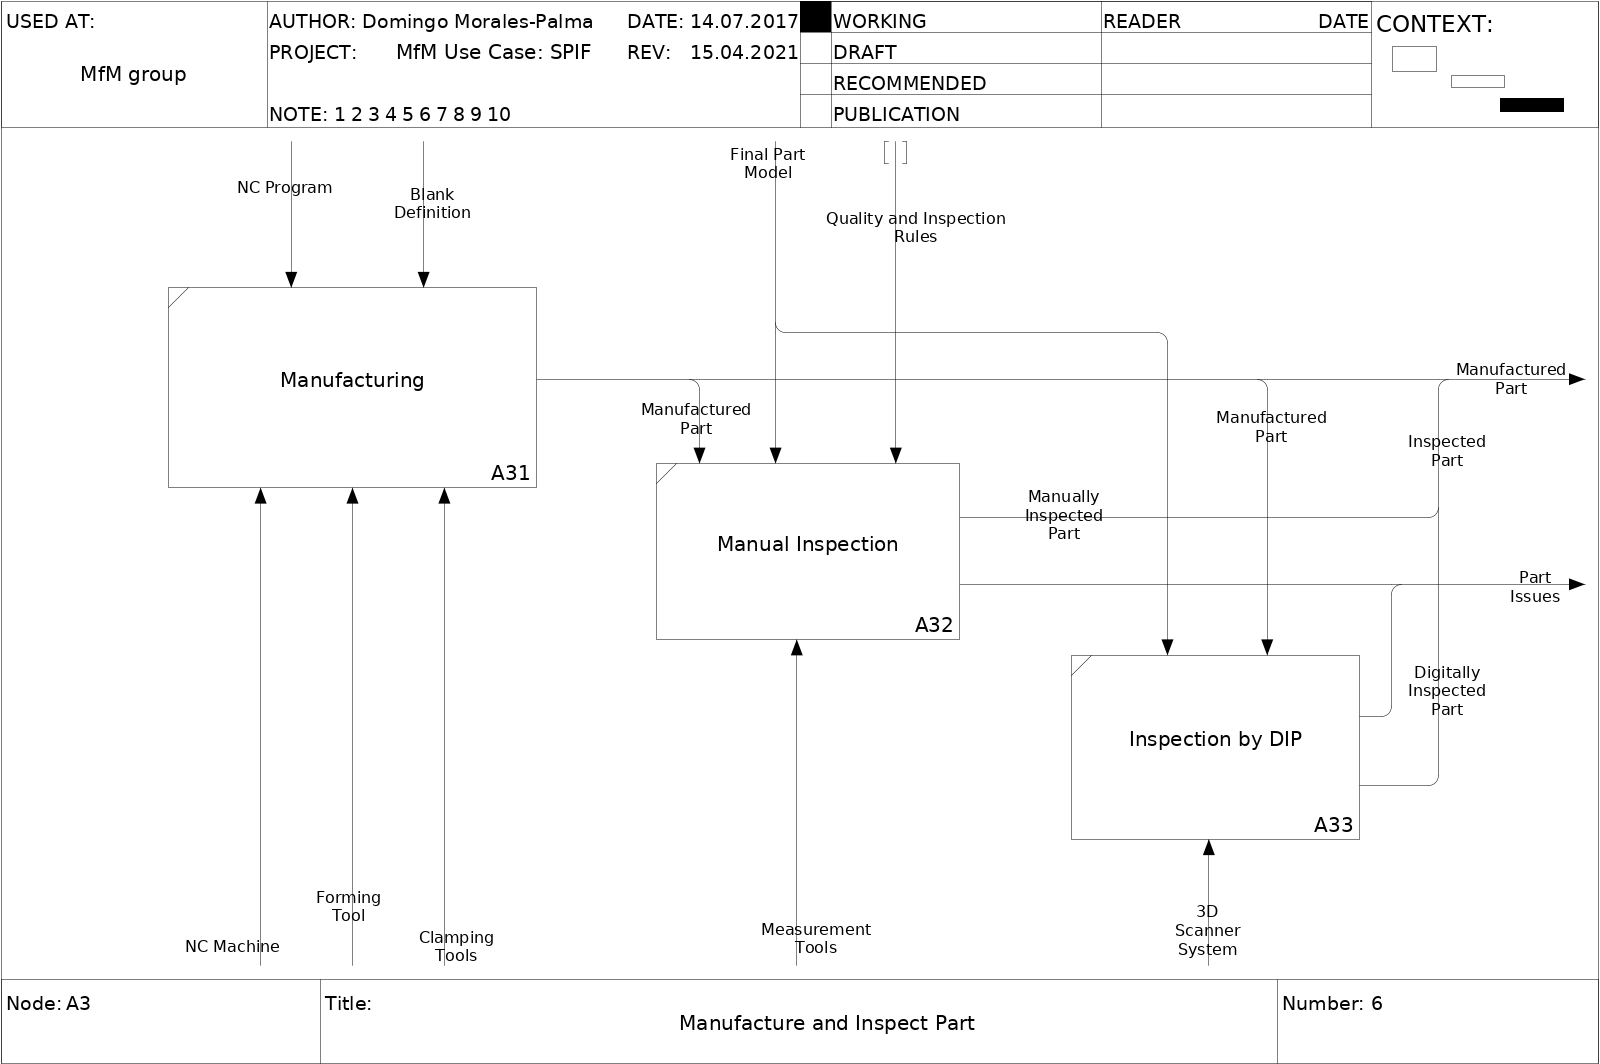 USED AT:
MfM group
AUTHOR: Domingo Morales-Palma
DATE: 14.07.2017
PROJECT: MfM Use Case: SPIF
REV: 15.04.2021
NOTE: 1 2 3 4 5 6 7 8 9 10
WORKING
DRAFT
RECOMMENDED
PUBLICATION
READER DATE
CONTEXT:
NC Program
Blank
Definition
Final Part
Model
[ ]
Quality and Inspection
Rules
Manufacturing
A31
Manufactured
Part
Manufactured
Part
Manufactured
Part
Inspected
Part
Manually
Inspected
Part
Manual Inspection
A32
Part
Issues
Digitally
Inspected
Part
Inspection by DIP
A33
NC Machine
Forming
Tool
Clamping
Tools
Measurement
Tools
3D
Scanner
System
Node: A3
Title:
Manufacture and Inspect Part
Number: 6